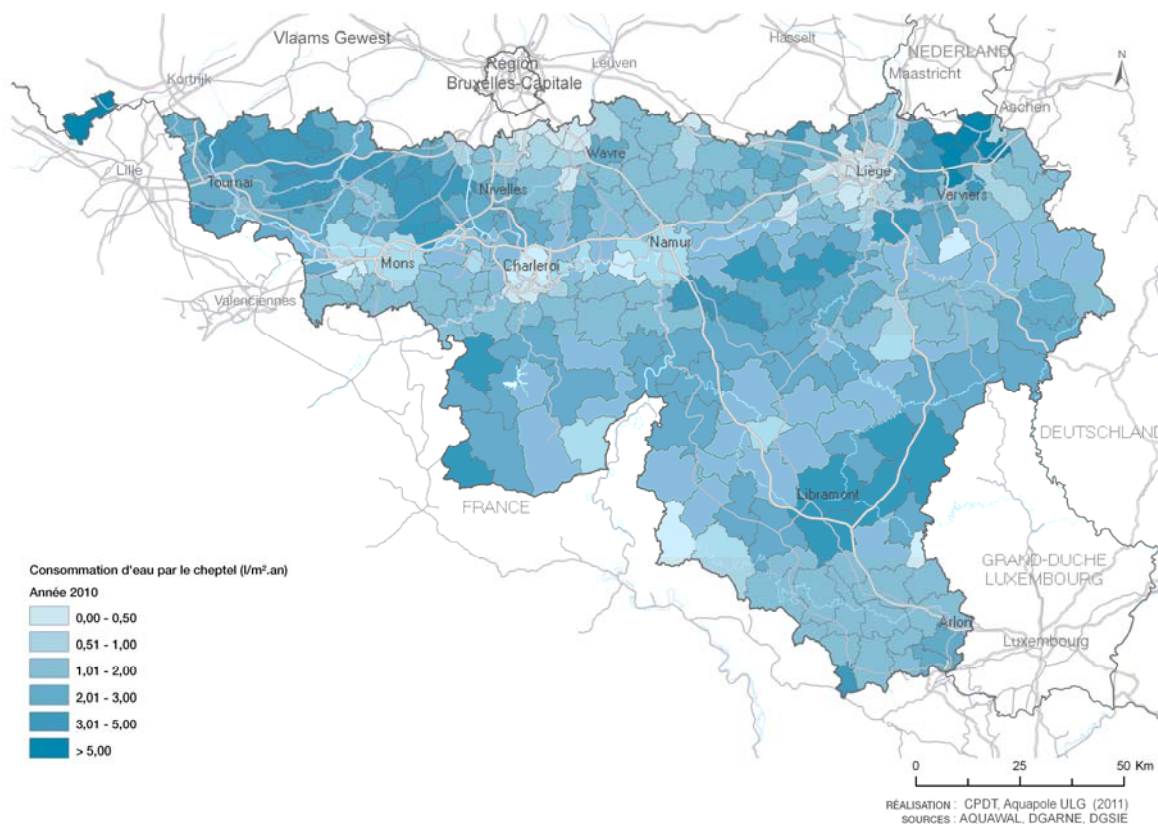 Vlaams Gewest
Hasselt
NEDERLAND
Maastricht
N
Kortrijk
Région
Bruxelles-Capitale
Leuven
Aachen
Lille
Tournai
Wavre
Nivelles
Liège
Verviers
Mons
Charleroi
Namur
Valenciennes
DEUTSCHLAND
Libramont
FRANCE
GRAND-DUCHE
LUXEMBOURG
Arlon
Luxembourg
Consommation d'eau par le cheptel (l/m².an)
Année 2010
0,00 - 0,50
0,51 - 1,00
1,01 - 2,00
2,01 - 3,00
3,01 - 5,00
> 5,00
0 25 50 Km
RÉALISATION : CPDT, Aquapole ULG (2011)
SOURCES : AQUAWAL, DGARNE, DGSIE